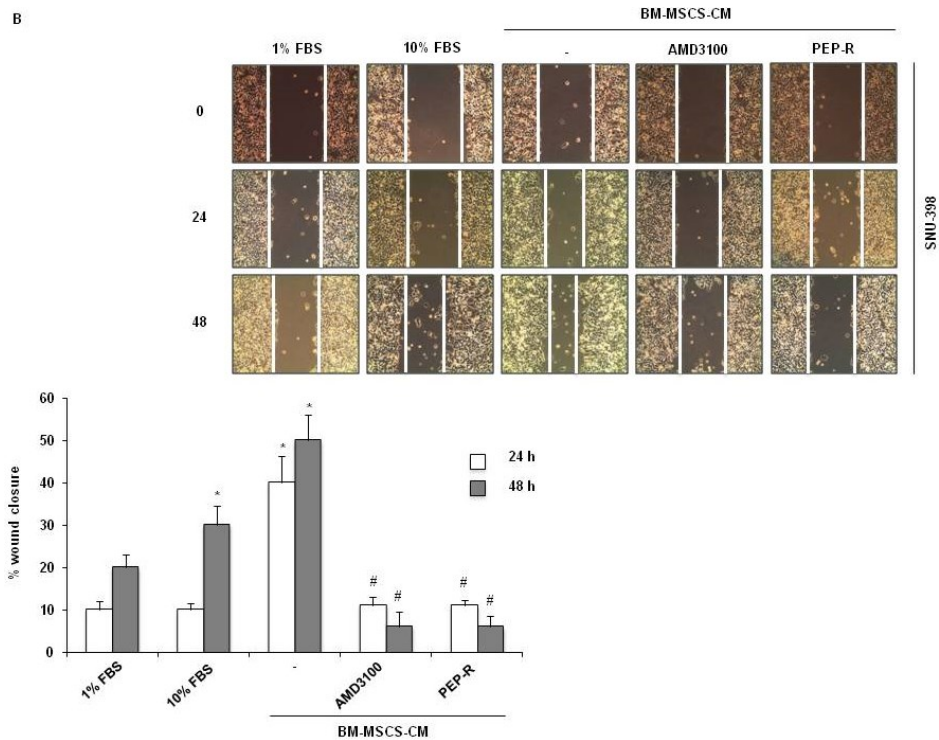 B
BM-MSCS-CM
1% FBS 10% FBS - AMD3100 PEP-R
0
24
48
SNU-398
60
50
40
30
20
10
0
% wound closure
* * *
# # # #
24 h
48 h
1% FBS 10% FBS - AMD3100 PEP-R
BM-MSCS-CM